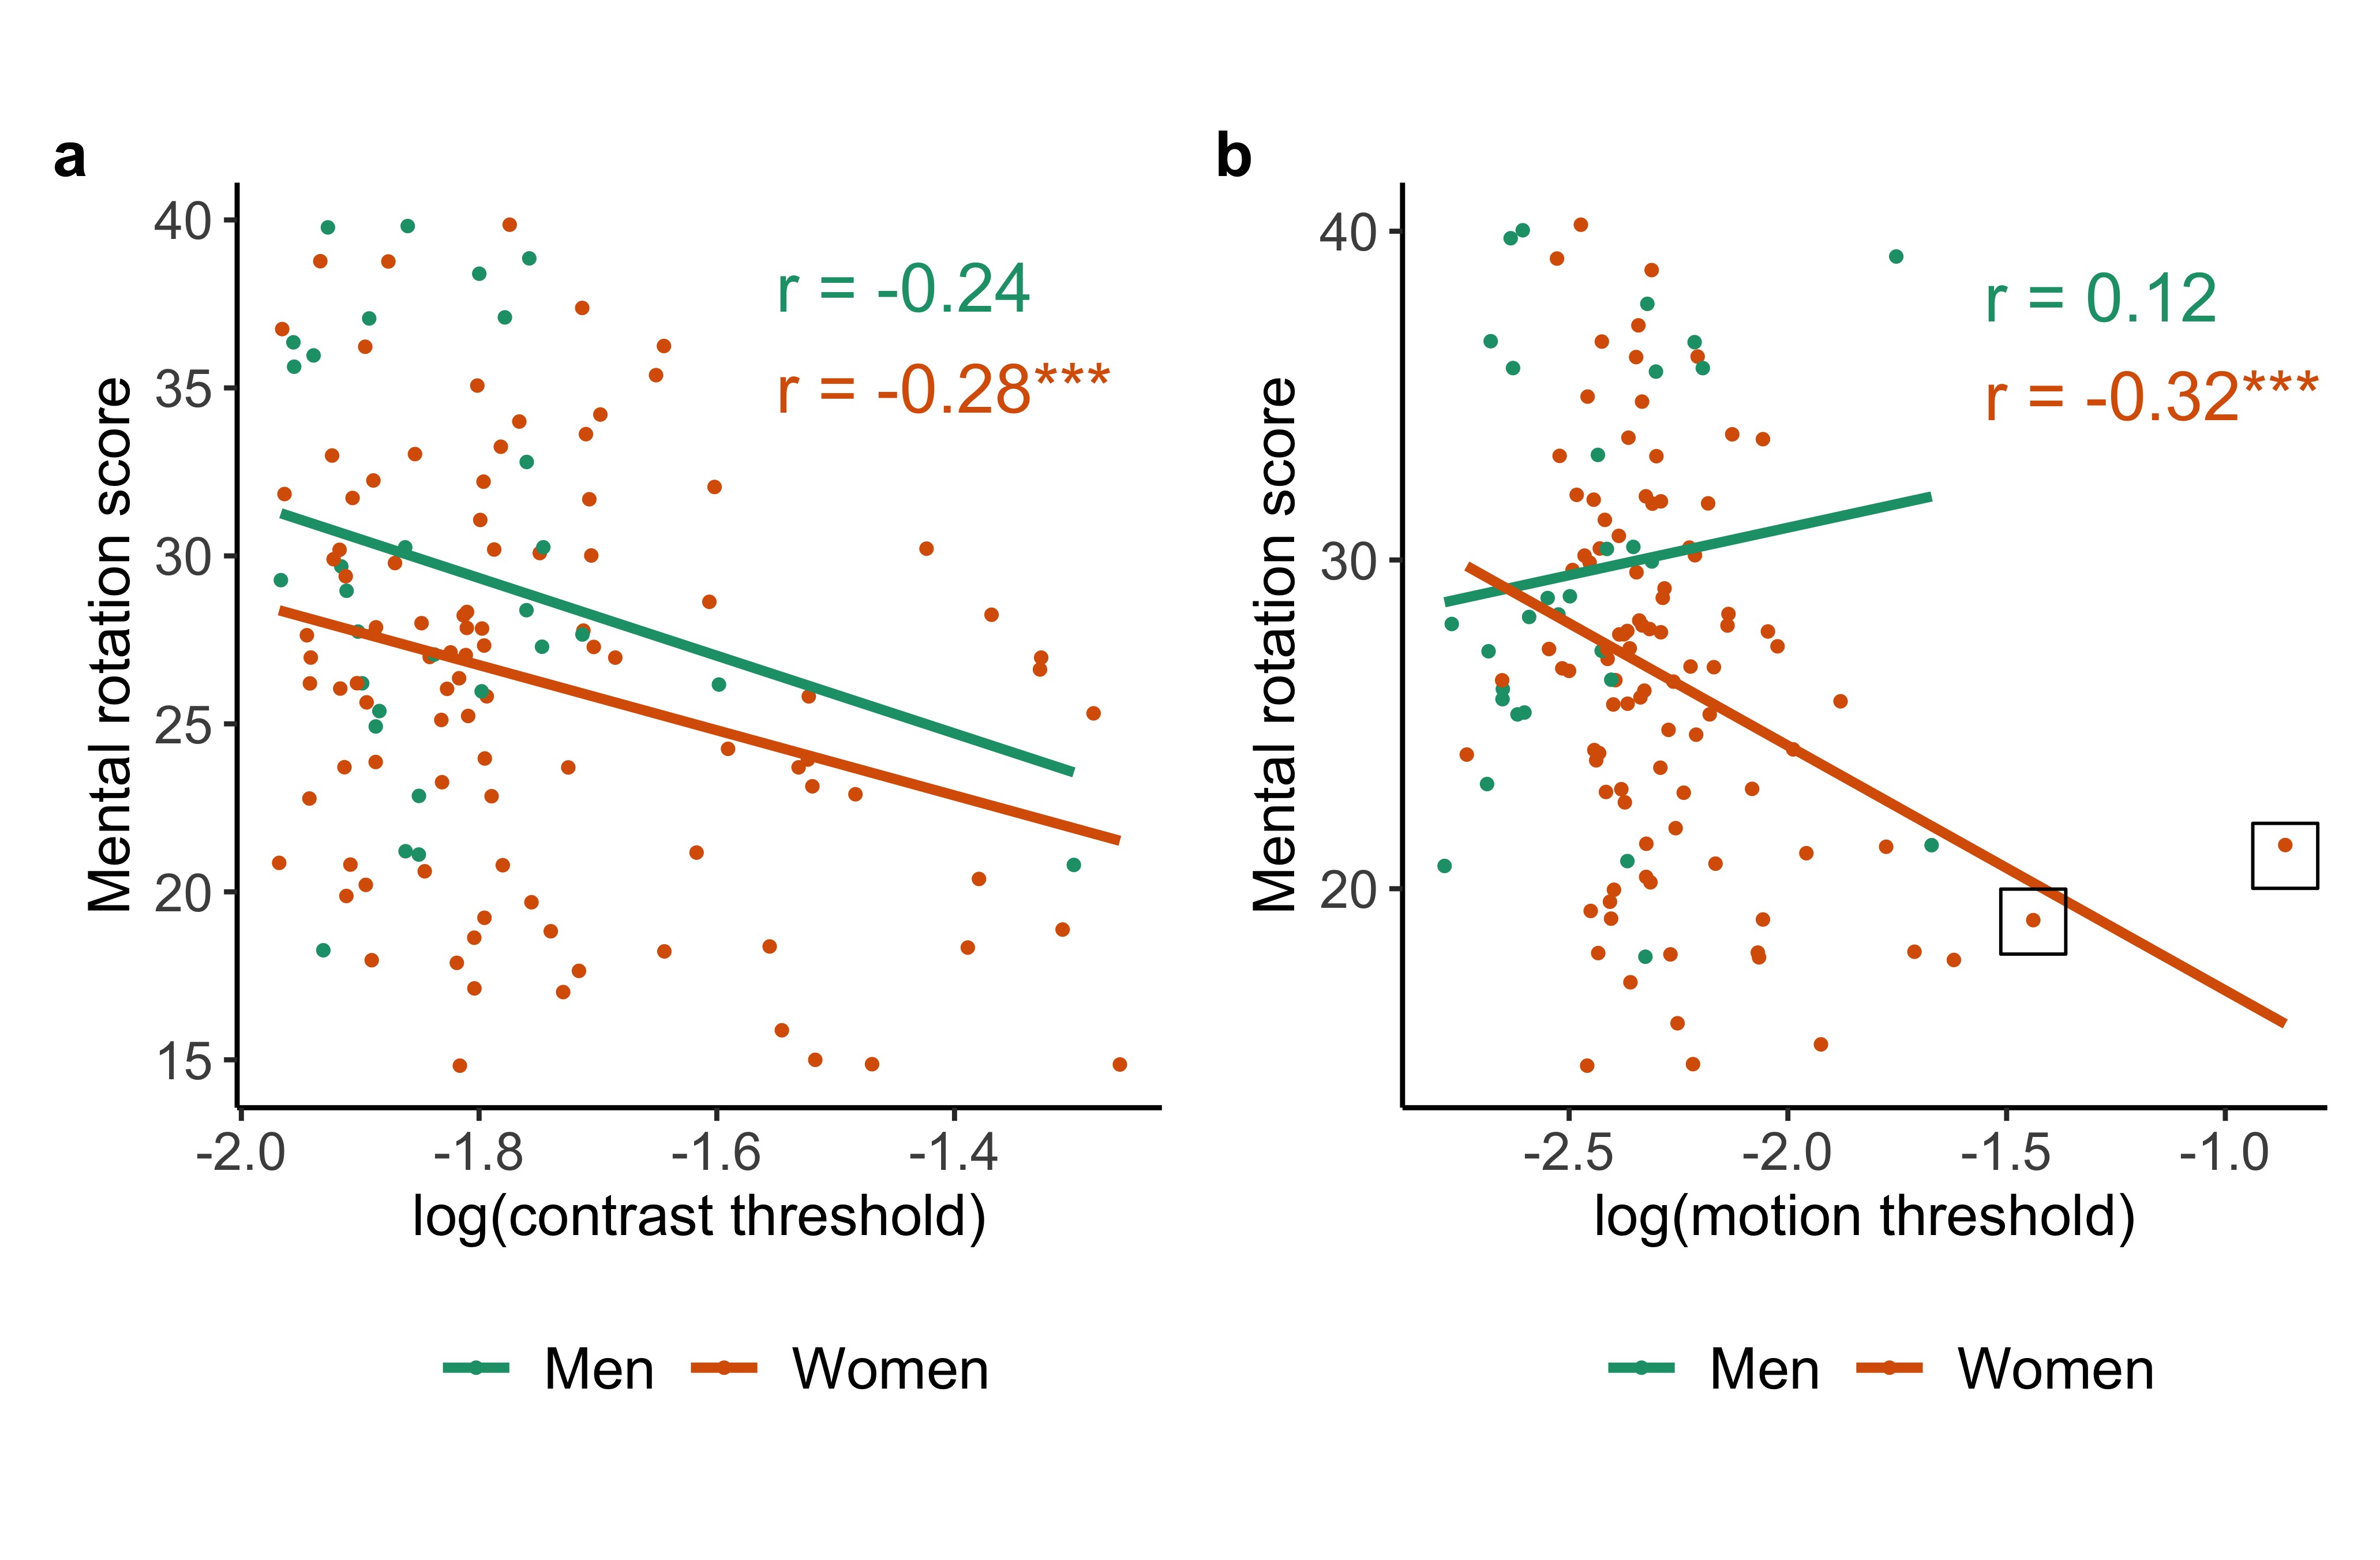 a
Mental rotation score
40
35
30
25
20
15
r = -0.24
r = -0.28***
-2.0 -1.8 -1.6 -1.4
log(contrast threshold)
Men Women
b
Mental rotation score
40
30
20
r = 0.12
r = -0.32***
-2.5 -2.0 -1.5 -1.0
log(motion threshold)
Men Women